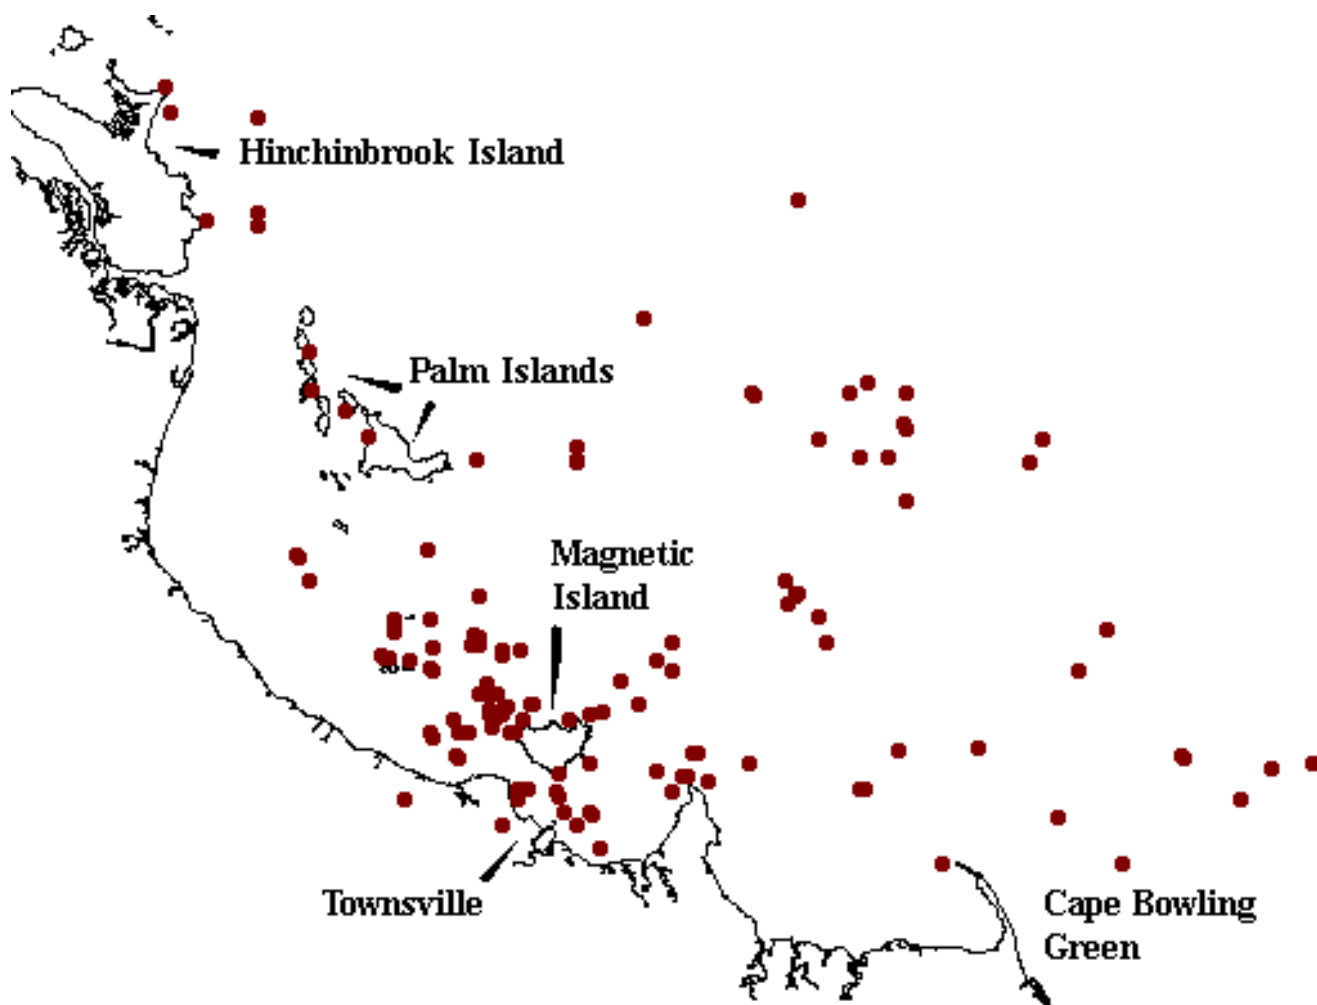 Hinchinbrook Island
Palm Islands
Magnetic
Island
Townsville
Cape Bowling
Green